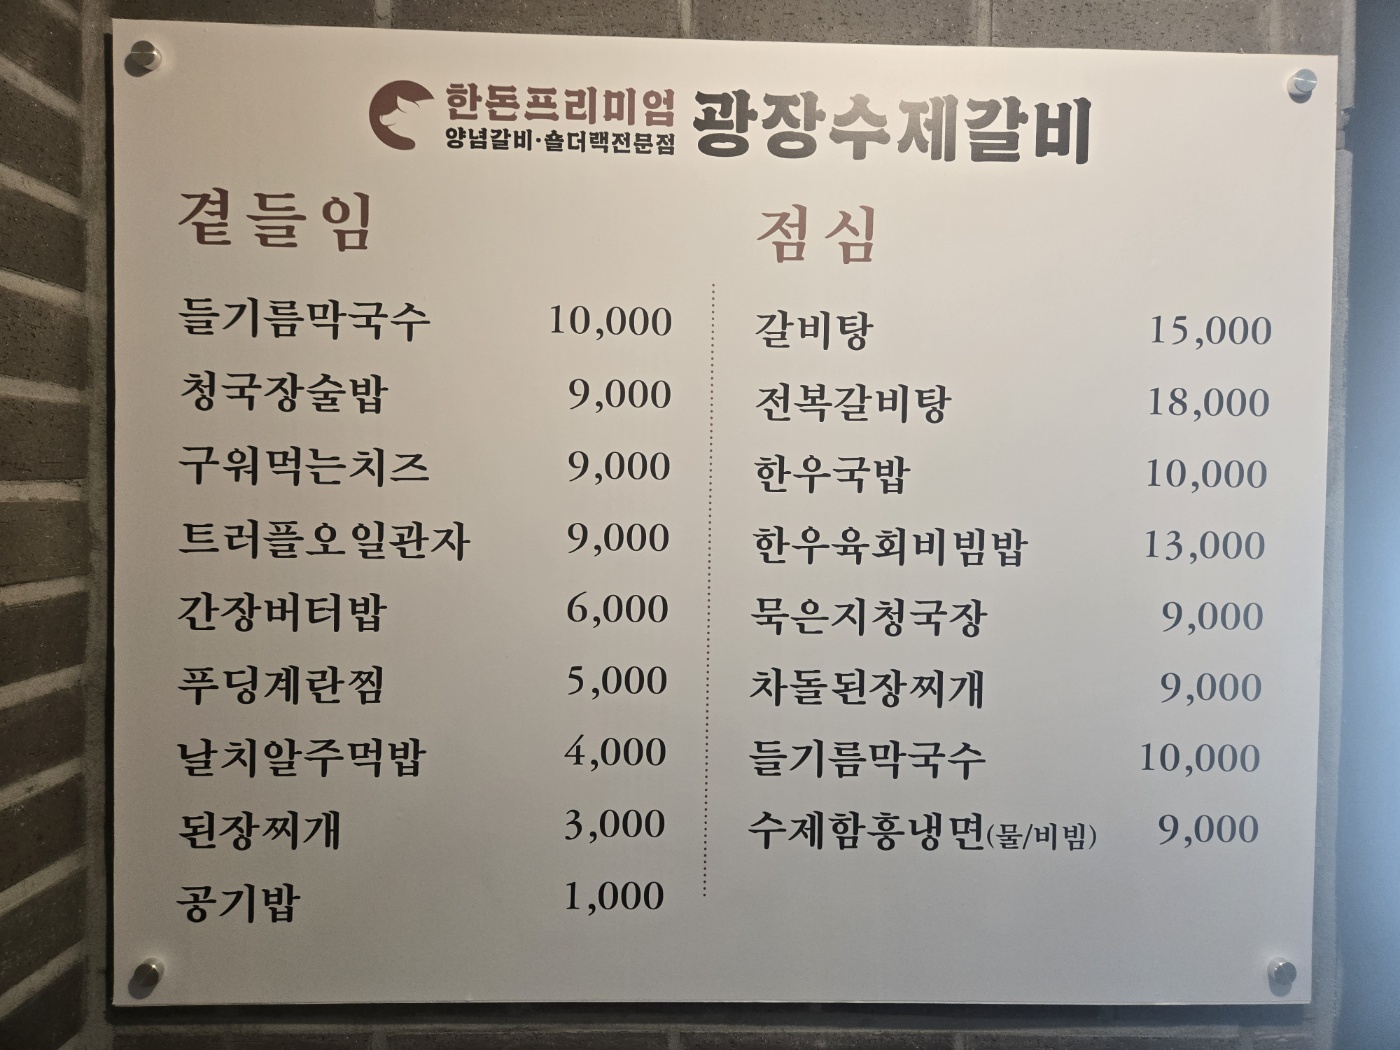 한돈프리미엄
양념갈비·숄더랙전문점
광장수제갈비
곁들임
들기름막국수 10,000
청국장술밥 9,000
구워먹는치즈 9,000
트러플오일관자 9,000
간장버터밥 6,000
푸딩계란찜 5,000
날치알주먹밥 4,000
된장찌개 3,000
공기밥 1,000
점심
갈비탕 15,000
전복갈비탕 18,000
한우국밥 10,000
한우육회비빔밥 13,000
묵은지청국장 9,000
차돌된장찌개 9,000
들기름막국수 10,000
수제함흥냉면(물/비빔) 9,000